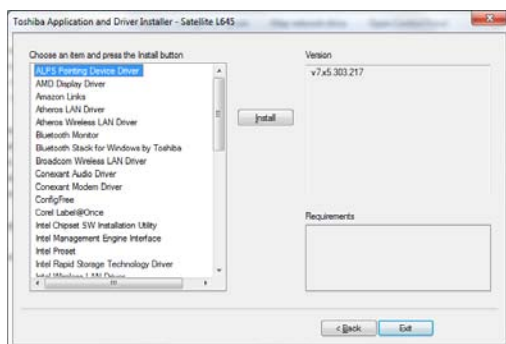 Toshiba Application and Driver Installer - Satellite L645
Choose an item and press the Install button
ALPS Pointing Device Driver
AMD Display Driver
Amazon Links
Atheros LAN Driver
Atheros Wireless LAN Driver
Bluetooth Monitor
Bluetooth Stack for Windows by Toshiba
Broadcom Wireless LAN Driver
Conexant Audio Driver
Conexant Modem Driver
ConfigFree
Corel Label@Once
Intel Chipset SW Installation Utility
Intel Management Engine Interface
Intel Proset
Intel Rapid Storage Technology Driver
Intel Wireless LAN Driver
Install
Version
v7.x5.303.217
Requirements
< Back
Exit